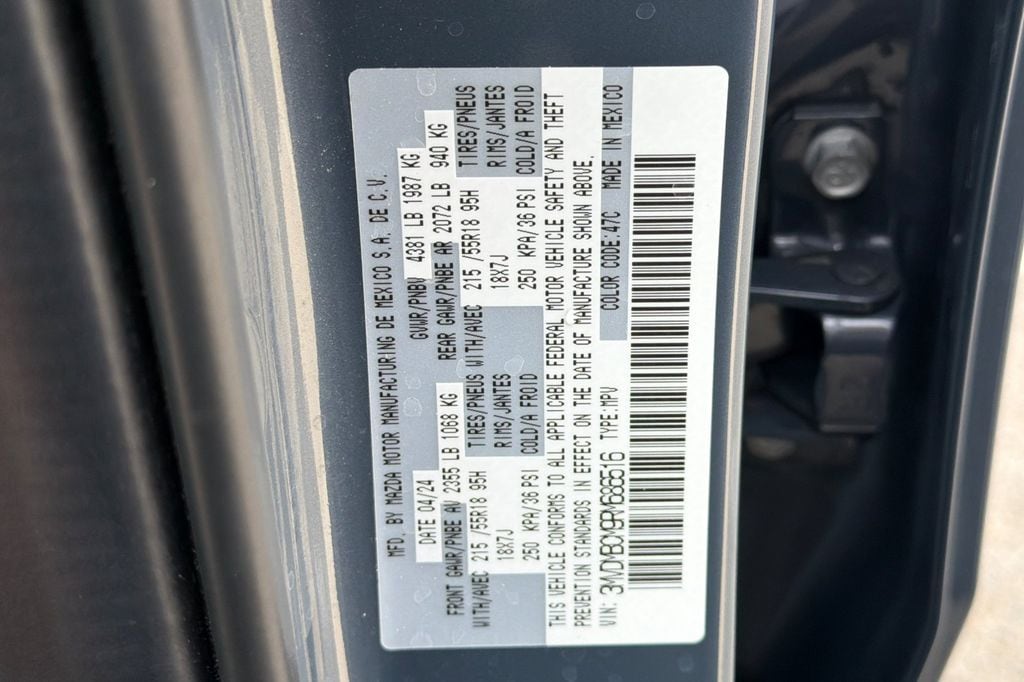 MFD. BY MAZDA MOTOR MANUFACTURING DE MEXICO S.A. DE C.V.
DATE 04/24 GVWR/PNBV 4381 LB 1987 KG
FRONT GAWR/PNBE AV 2355 LB 1068 KG REAR GAWR/PNBE AR 2072 LB 940 KG
WITH/AVEC 215 /55R18 95H TIRES/PNEUS WITH/AVEC 215 /55R18 95H TIRES/PNEUS
18X7J RIMS/JANTES 18X7J RIMS/JANTES
250 KPA/36 PSI COLD/A FROID 250 KPA/36 PSI COLD/A FROID
THIS VEHICLE CONFORMS TO ALL APPLICABLE FEDERAL MOTOR VEHICLE SAFETY AND THEFT
PREVENTION STANDARDS IN EFFECT ON THE DATE OF MANUFACTURE SHOWN ABOVE.
VIN: 3MVDMBCY9RM685516 TYPE:MPV COLOR CODE:47C MADE IN MEXICO